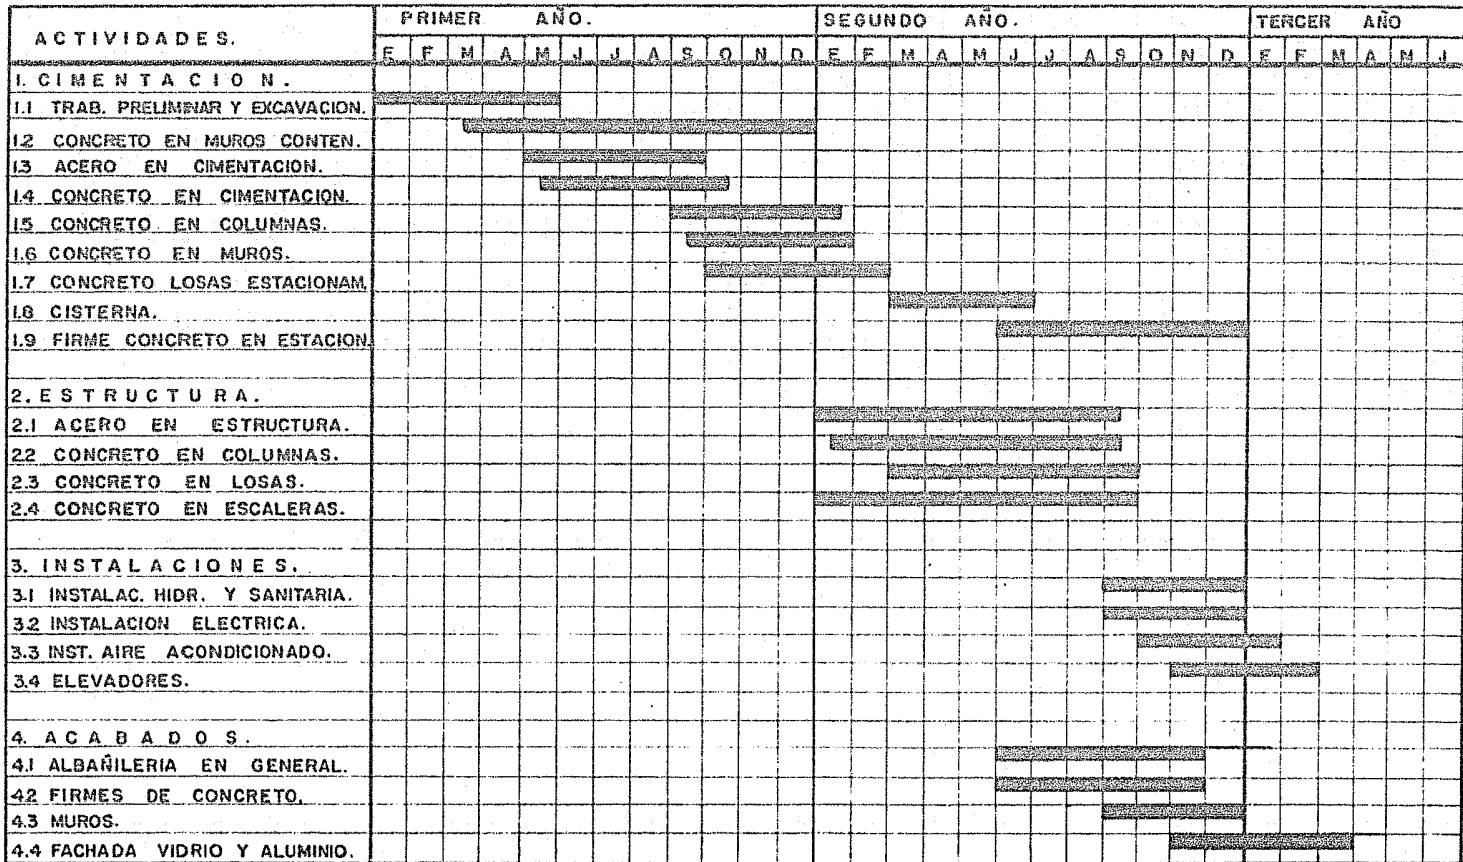 PRIMER AÑO. SEGUNDO AÑO. TERCER AÑO
ACTIVIDADES.
E F M A M J J A S O N D E F M A M J J A S O N D E F M A M J
1. CIMENTACION.
1.1 TRAB. PRELIMINAR Y EXCAVACION.
1.2 CONCRETO EN MUROS CONTEN.
1.3 ACERO EN CIMENTACION.
1.4 CONCRETO EN CIMENTACION.
1.5 CONCRETO EN COLUMNAS.
1.6 CONCRETO EN MUROS.
1.7 CONCRETO LOSAS ESTACIONAM.
1.8 CISTERNA.
1.9 FIRME CONCRETO EN ESTACION.
2. ESTRUCTURA.
2.1 ACERO EN ESTRUCTURA.
2.2 CONCRETO EN COLUMNAS.
2.3 CONCRETO EN LOSAS.
2.4 CONCRETO EN ESCALERAS.
3. INSTALACIONES.
3.1 INSTALAC. HIDR. Y SANITARIA.
3.2 INSTALACION ELECTRICA.
3.3 INST. AIRE ACONDICIONADO.
3.4 ELEVADORES.
4. ACABADOS.
4.1 ALBAÑILERIA EN GENERAL.
4.2 FIRMES DE CONCRETO.
4.3 MUROS.
4.4 FACHADA VIDRIO Y ALUMINIO.